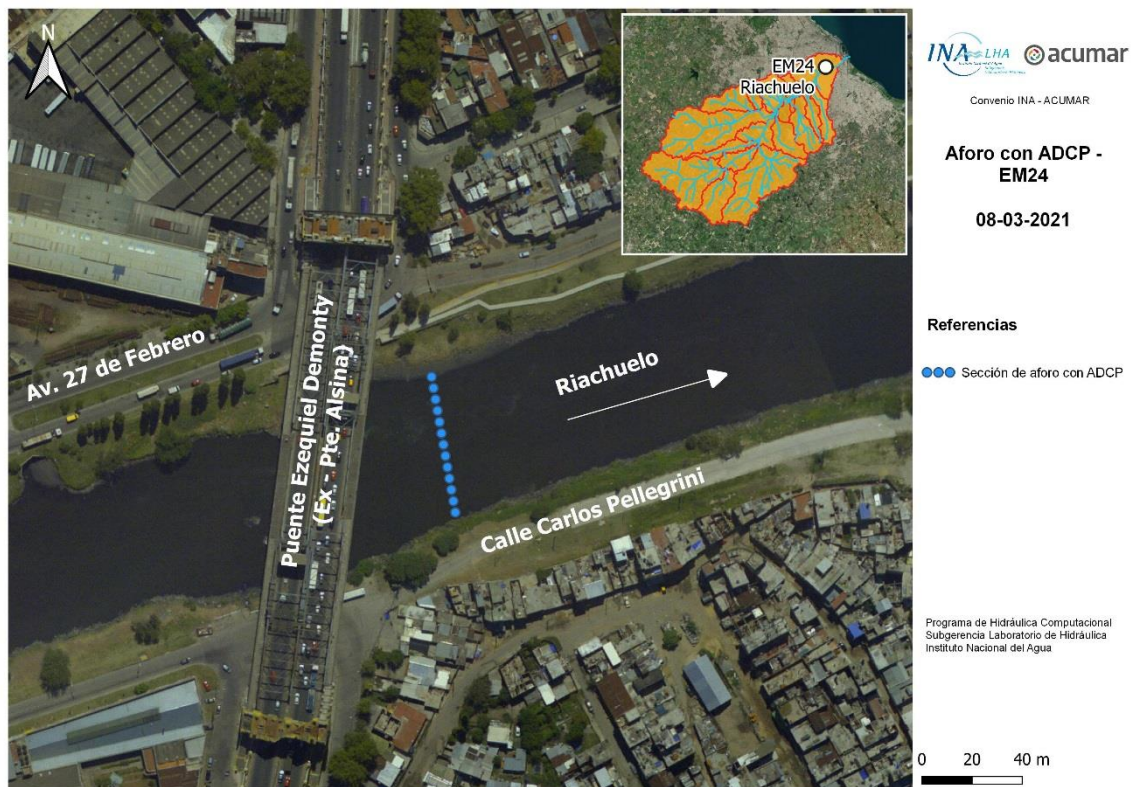 N
EM24
Riachuelo
Av. 27 de Febrero
Puente Ezequiel Demonty
(Ex - Pte. Alsina)
Riachuelo
Calle Carlos Pellegrini
INA LHA
acumar
Convenio INA - ACUMAR
Aforo con ADCP -
EM24
08-03-2021
Referencias
Sección de aforo con ADCP
Programa de Hidráulica Computacional
Subgerencia Laboratorio de Hidráulica
Instituto Nacional del Agua
0 20 40 m